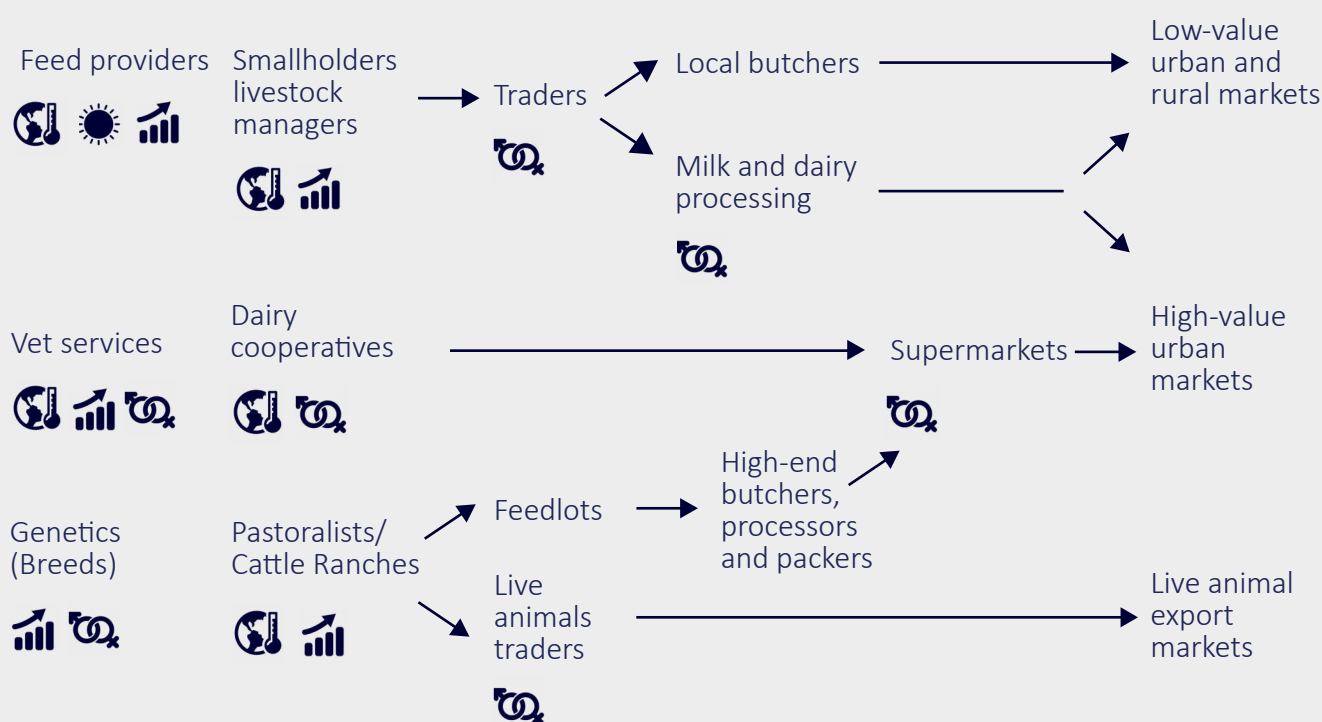 Feed providers
Smallholders
livestock
managers
Traders
Local butchers
Low-value
urban and
rural markets
Milk and dairy
processing
Vet services
Dairy
cooperatives
Supermarkets
High-value
urban
markets
Genetics
(Breeds)
Pastoralists/
Cattle Ranches
Feedlots
High-end
butchers,
processors
and packers
Live
animals
traders
Live animal
export
markets